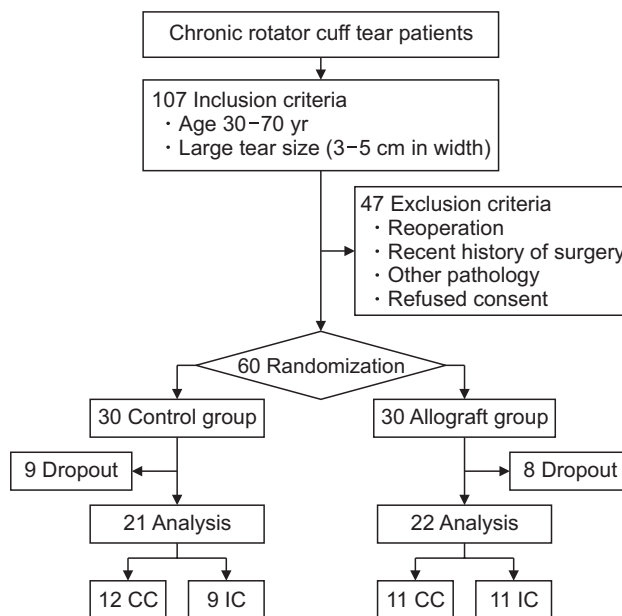 Chronic rotator cuff tear patients
107 Inclusion criteria
· Age 30−70 yr
· Large tear size (3−5 cm in width)
47 Exclusion criteria
· Reoperation
· Recent history of surgery
· Other pathology
· Refused consent
60 Randomization
30 Control group
30 Allograft group
9 Dropout
8 Dropout
21 Analysis
22 Analysis
12 CC
9 IC
11 CC
11 IC